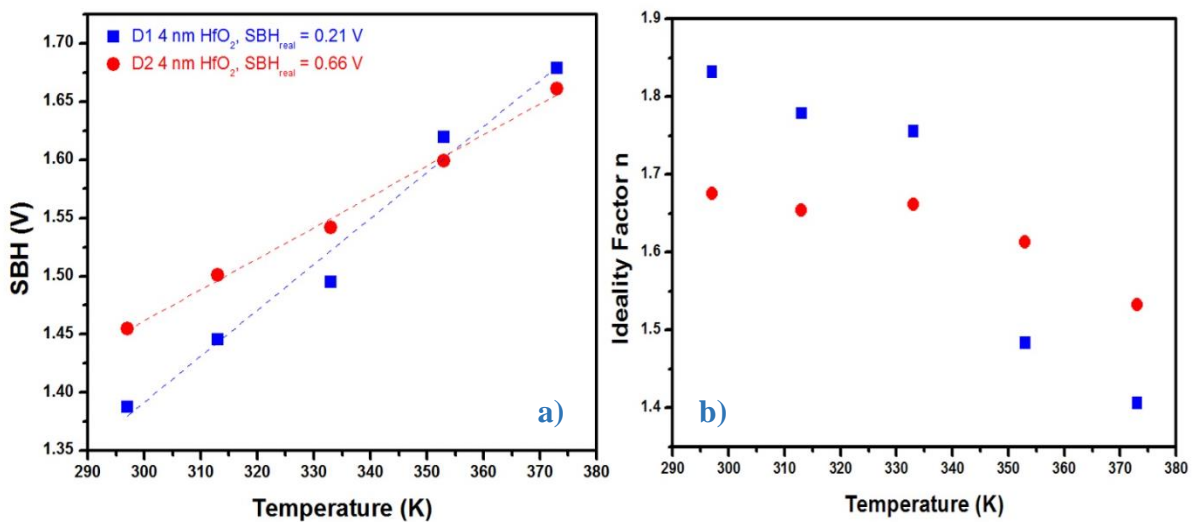 D1 4 nm HfO₂, SBHreal = 0.21 V
D2 4 nm HfO₂, SBHreal = 0.66 V
SBH (V)
1.70
1.65
1.60
1.55
1.50
1.45
1.40
1.35
290 300 310 320 330 340 350 360 370 380
Temperature (K)
a)
Ideality Factor n
1.9
1.8
1.7
1.6
1.5
1.4
290 300 310 320 330 340 350 360 370 380
Temperature (K)
b)